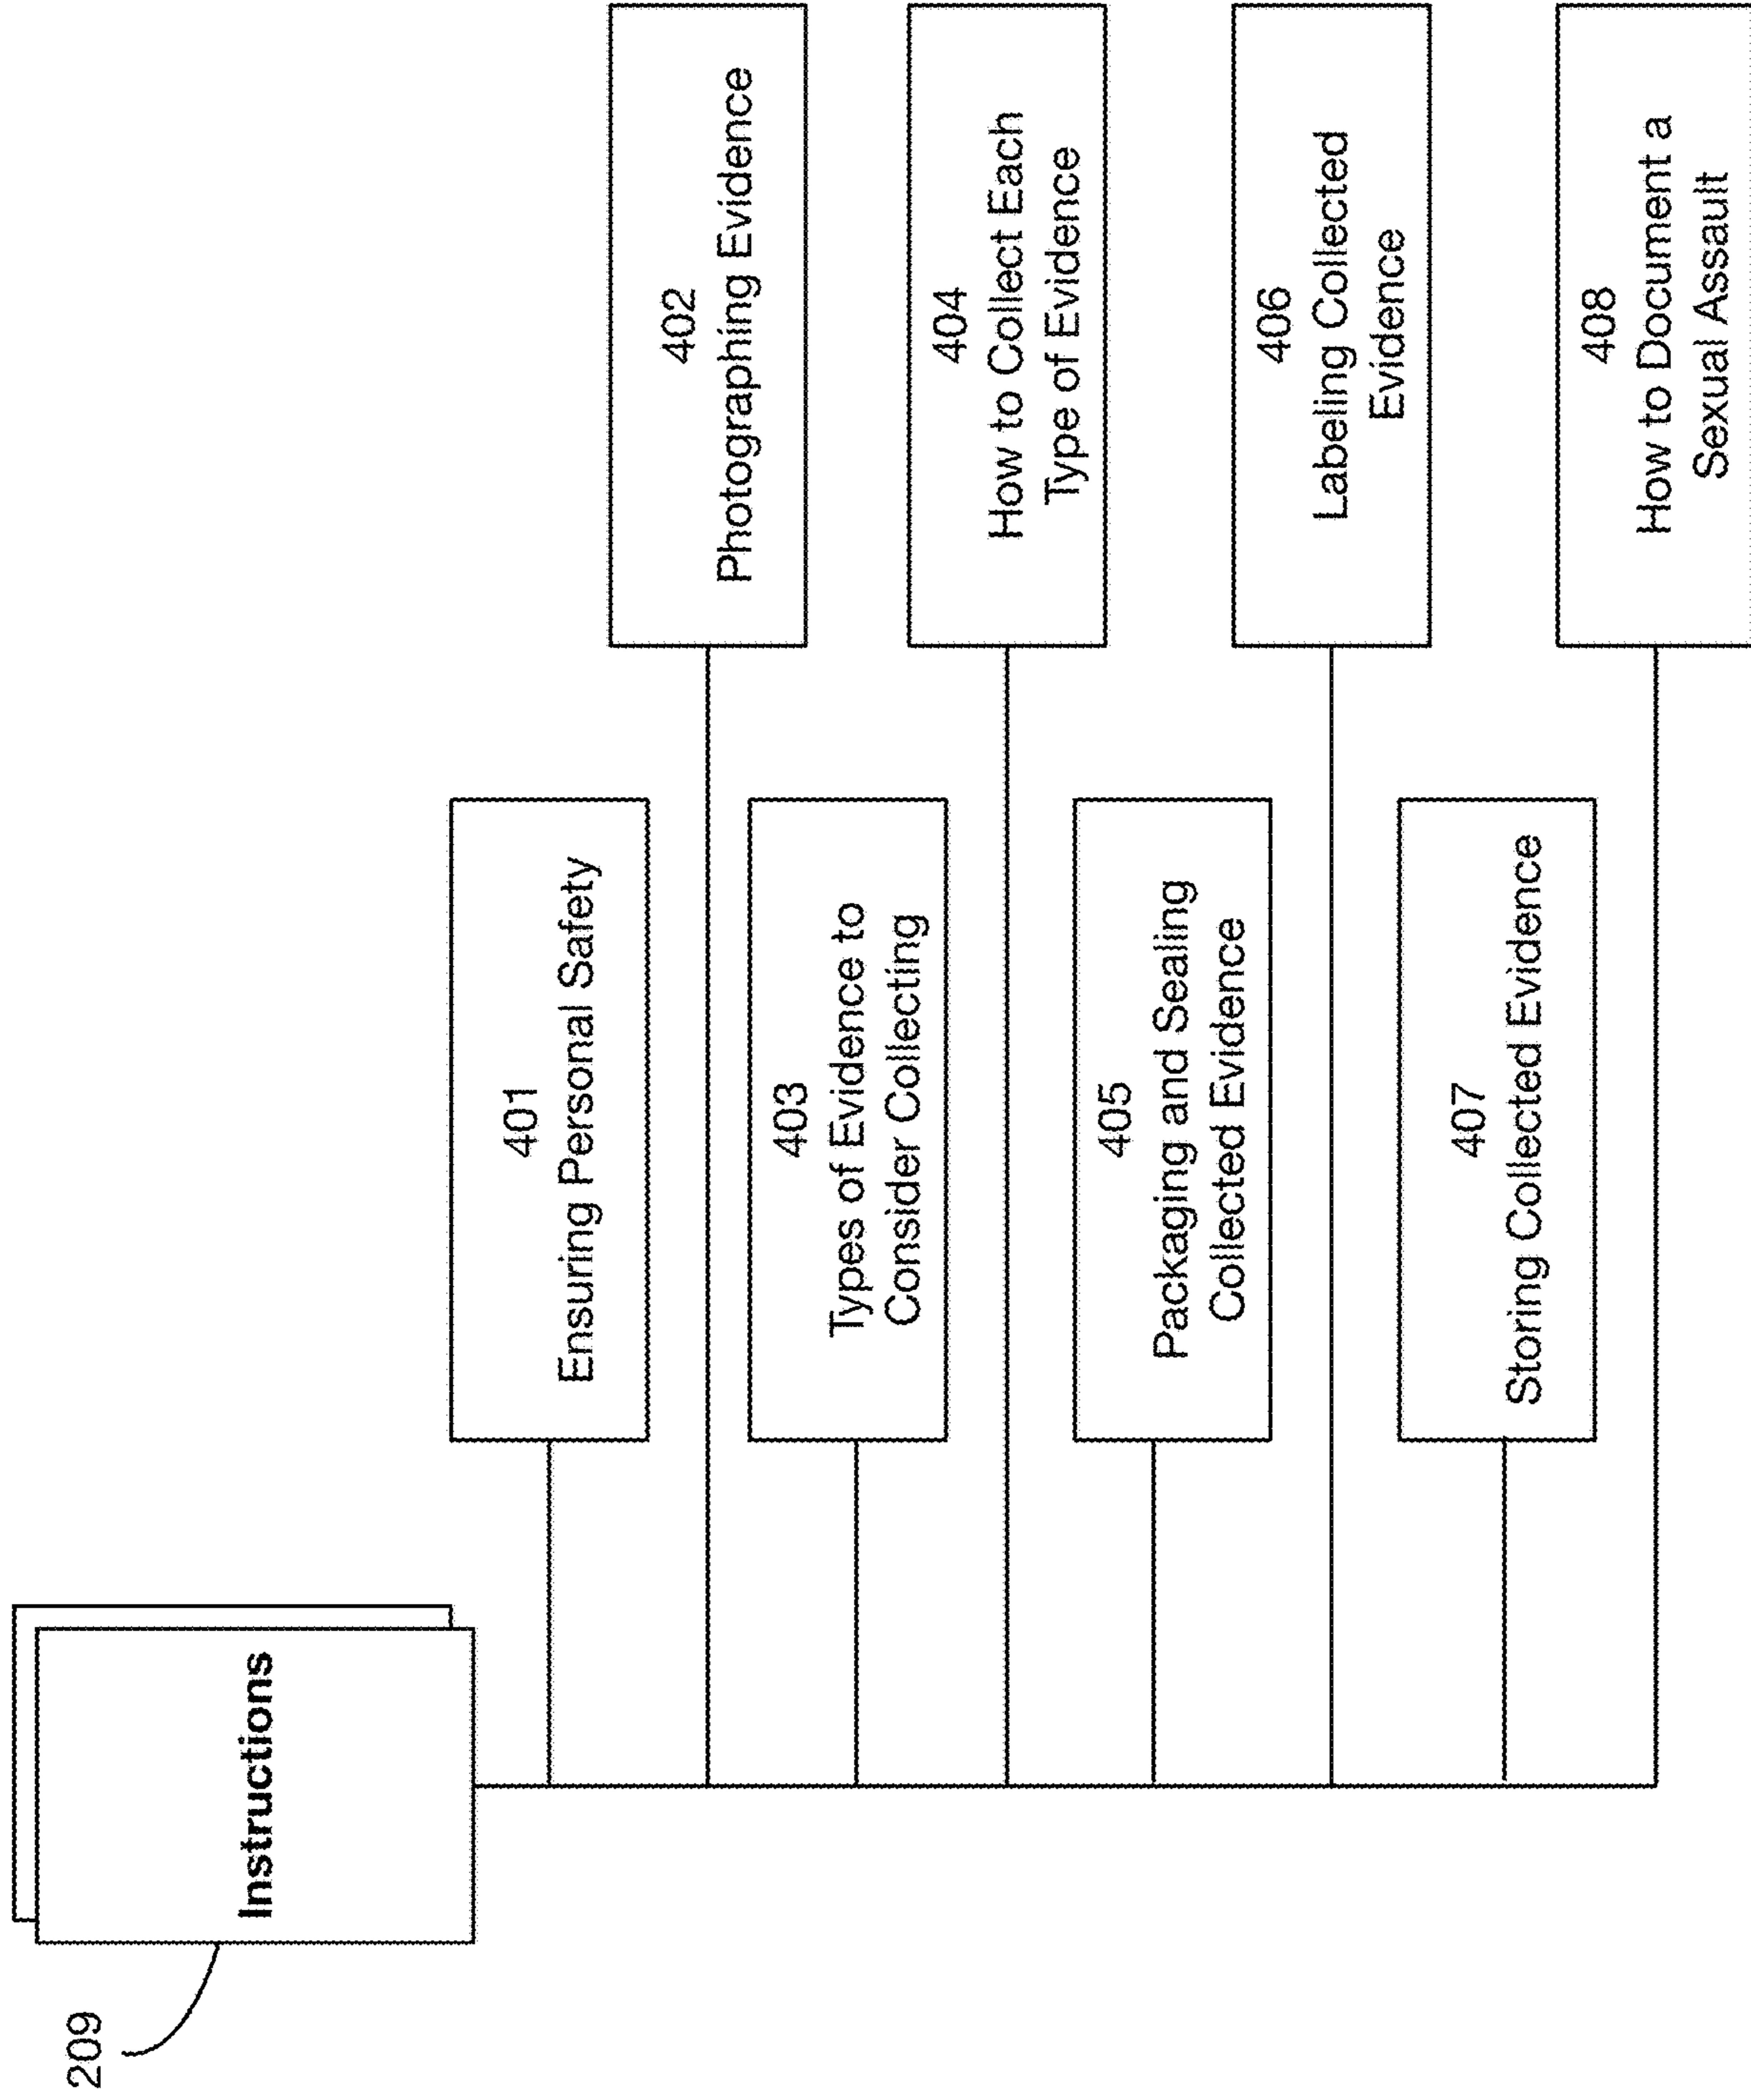 209
Instructions
401
Ensuring Personal Safety
402
Photographing Evidence
403
Types of Evidence to
Consider Collecting
404
How to Collect Each
Type of Evidence
405
Packaging and Sealing
Collected Evidence
406
Labeling Collected
Evidence
407
Storing Collected Evidence
408
How to Document a
Sexual Assault